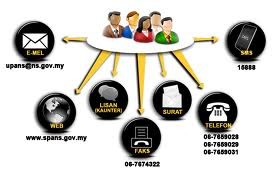 E-MEL
upans@ns.gov.my
SMS
15888
WEB
www.spans.gov.my
LISAN
(KAUNTER)
FAKS
06-7674322
SURAT
TELEFON
06-7659028
06-7659029
06-7659031